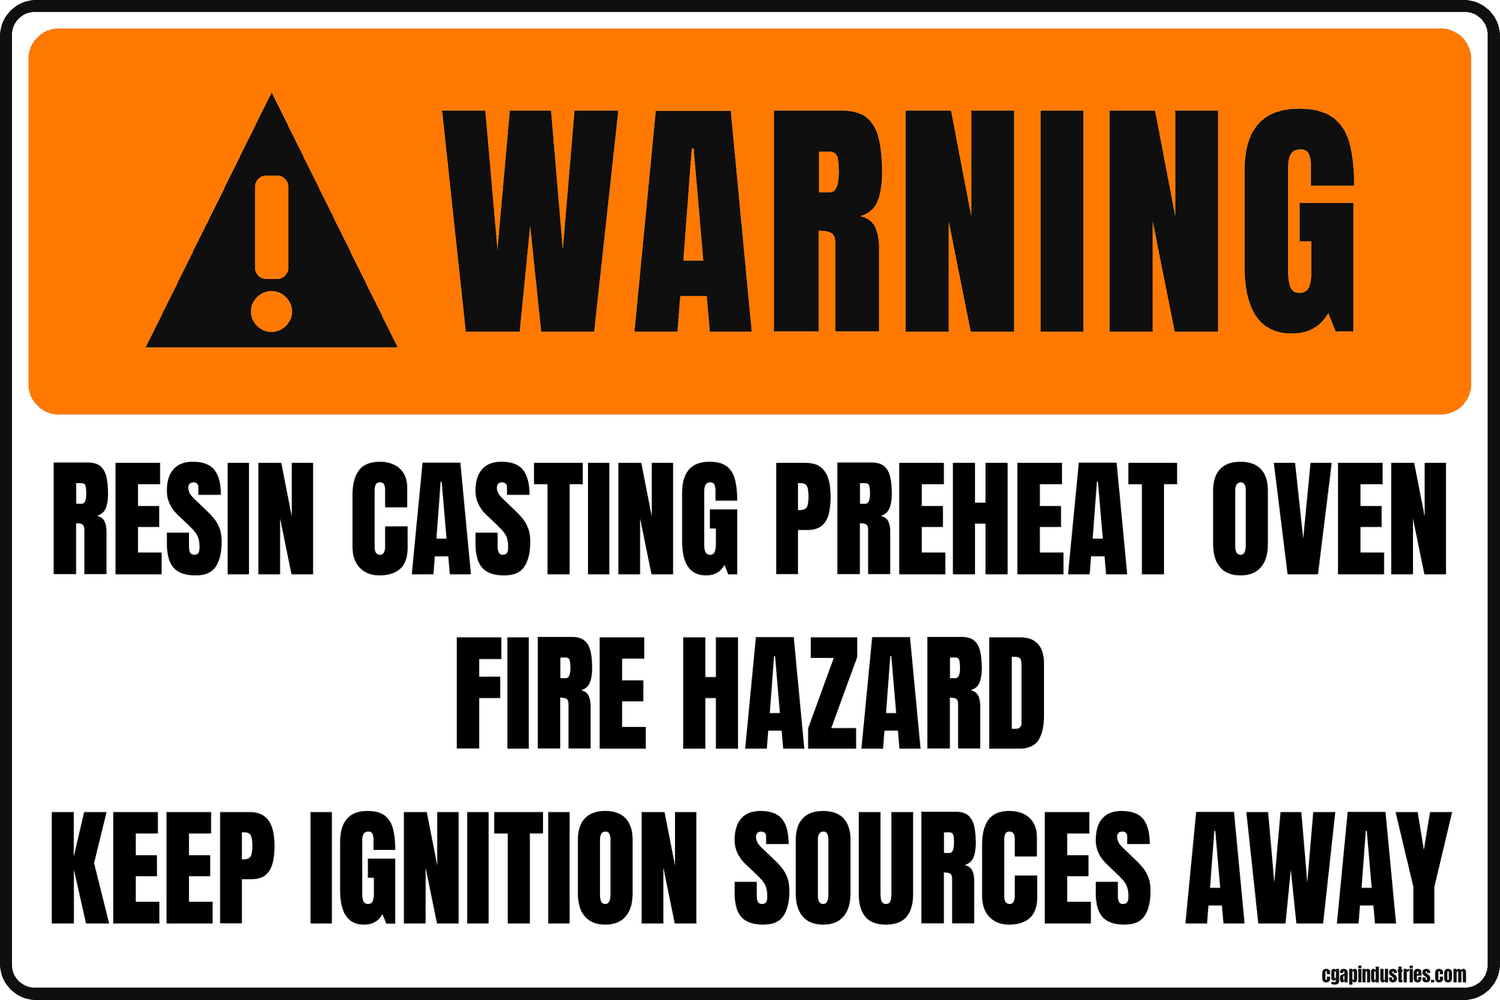 WARNING
RESIN CASTING PREHEAT OVEN
FIRE HAZARD
KEEP IGNITION SOURCES AWAY
cgapindustries.com